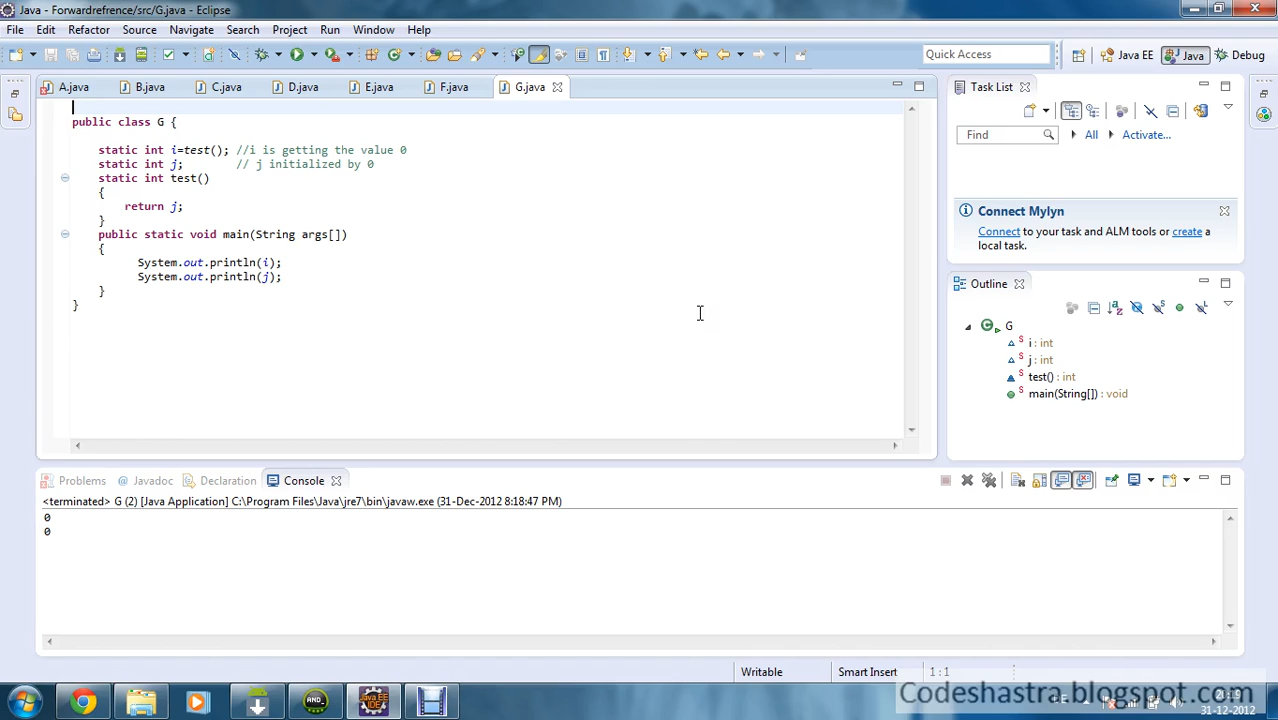 Java - Forwardrefrence/src/G.java - Eclipse
File Edit Refactor Source Navigate Search Project Run Window Help
Quick Access Java EE Java Debug
A.java B.java C.java D.java E.java F.java G.java
public class G {
static int i=test(); //i is getting the value 0
static int j; // j initialized by 0
static int test()
{
return j;
}
public static void main(String args[])
{
System.out.println(i);
System.out.println(j);
}
}
Task List
Find All Activate...
Connect Mylyn
Connect to your task and ALM tools or create a
local task.
Outline
G
i : int
j : int
test() : int
main(String[]) : void
Problems Javadoc Declaration Console
<terminated> G (2) [Java Application] C:\Program Files\Java\jre7\bin\javaw.exe (31-Dec-2012 8:18:47 PM)
0
0
Writable Smart Insert 1 : 1
Codeshastra.blogspot.com
20:19
31-12-2012